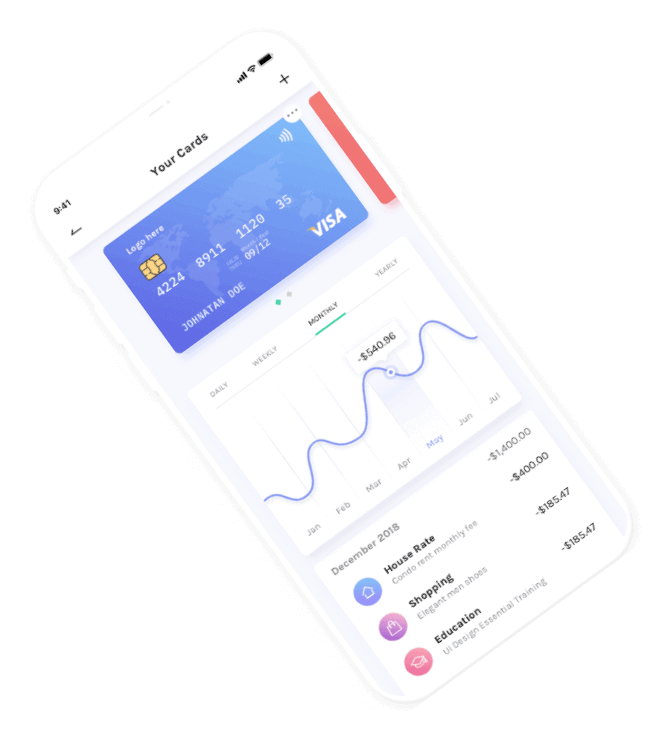 9:41
Your Cards
Logo here
4224 8911 1120 35
09/12
JOHNATAN DOE
VISA
DAILY
WEEKLY
MONTHLY
YEARLY
-$540.96
Jan
Feb
Mar
Apr
May
Jun
Jul
December 2018
-$1,400.00
House Rate
-$400.00
Condo rent monthly fee
Shopping
-$185.47
Elegant men shoes
Education
-$185.47
Ui Design Essential Training